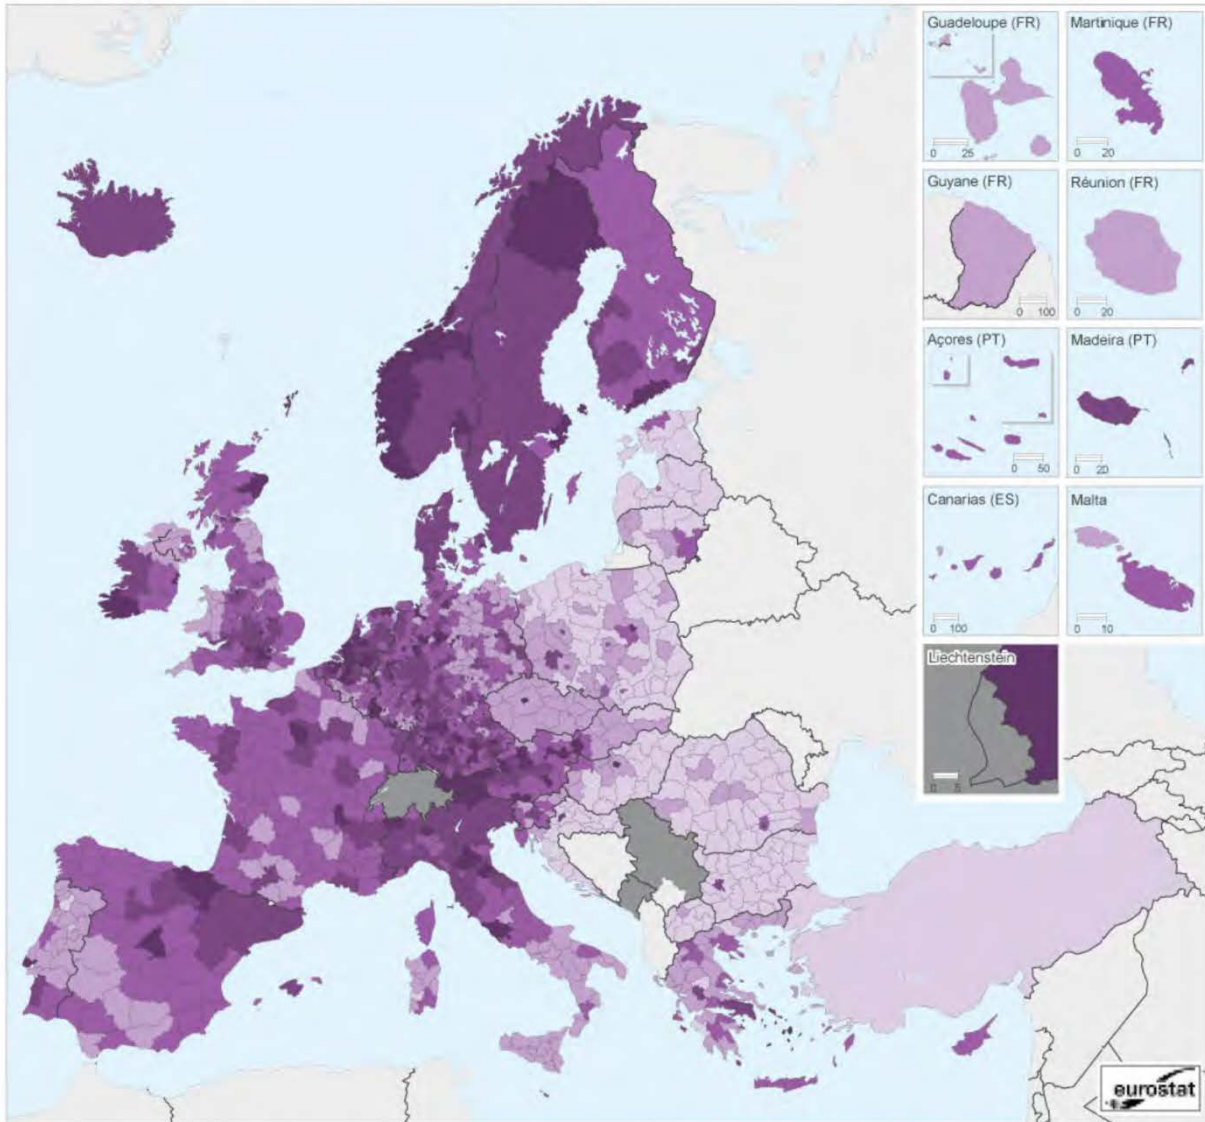 Guadeloupe (FR)
0 25
Martinique (FR)
0 20
Guyane (FR)
0 100
Réunion (FR)
0 20
Açores (PT)
0 50
Madeira (PT)
0 20
Canarias (ES)
0 100
Malta
0 10
Liechtenstein
0 5
eurostat